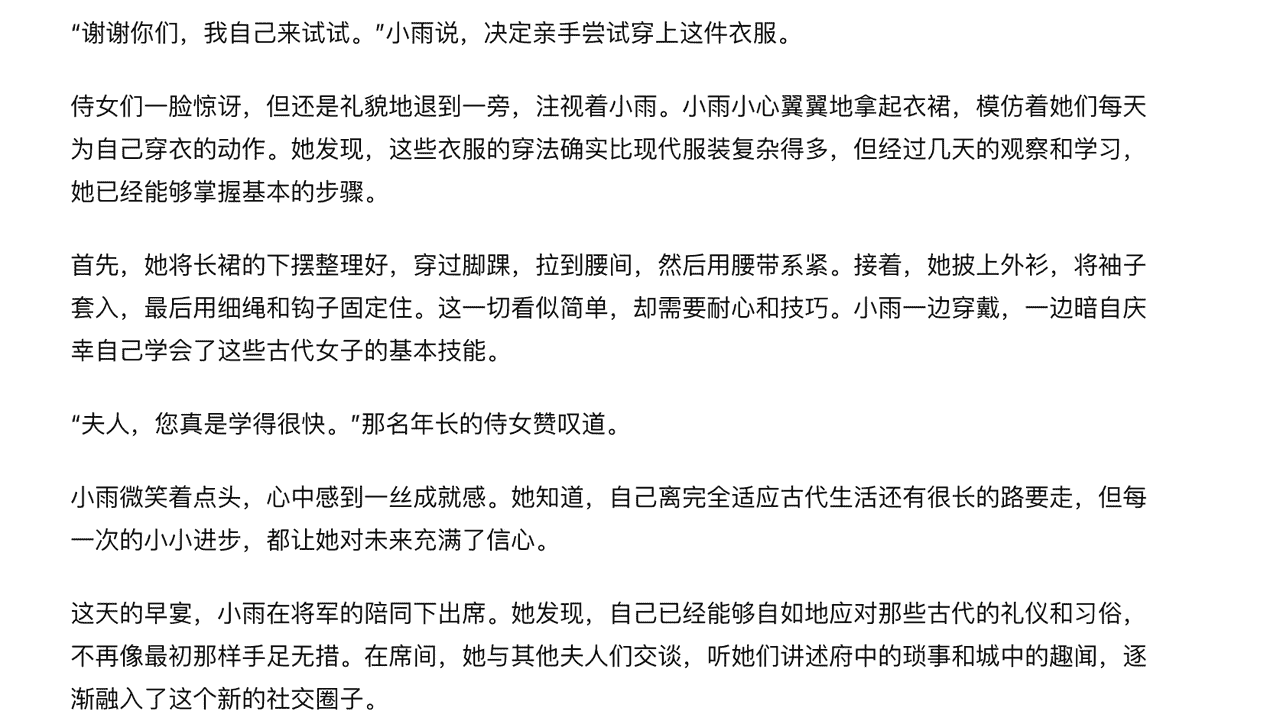 “谢谢你们，我自己来试试。”小雨说，决定亲手尝试穿上这件衣服。
侍女们一脸惊讶，但还是礼貌地退到一旁，注视着小雨。小雨小心翼翼地拿起衣裙，模仿着她们每天
为自己穿衣的动作。她发现，这些衣服的穿法确实比现代服装复杂得多，但经过几天的观察和学习，
她已经能够掌握基本的步骤。
首先，她将长裙的下摆整理好，穿过脚踝，拉到腰间，然后用腰带系紧。接着，她披上外衫，将袖子
套入，最后用细绳和钩子固定住。这一切看似简单，却需要耐心和技巧。小雨一边穿戴，一边暗自庆
幸自己学会了这些古代女子的基本技能。
“夫人，您真是学得很快。”那名年长的侍女赞叹道。
小雨微笑着点头，心中感到一丝成就感。她知道，自己离完全适应古代生活还有很长的路要走，但每
一次的小小进步，都让她对未来充满了信心。
这天的早宴，小雨在将军的陪同下出席。她发现，自己已经能够自如地应对那些古代的礼仪和习俗，
不再像最初那样手足无措。在席间，她与其他夫人们交谈，听她们讲述府中的琐事和城中的趣闻，逐
渐融入了这个新的社交圈子。